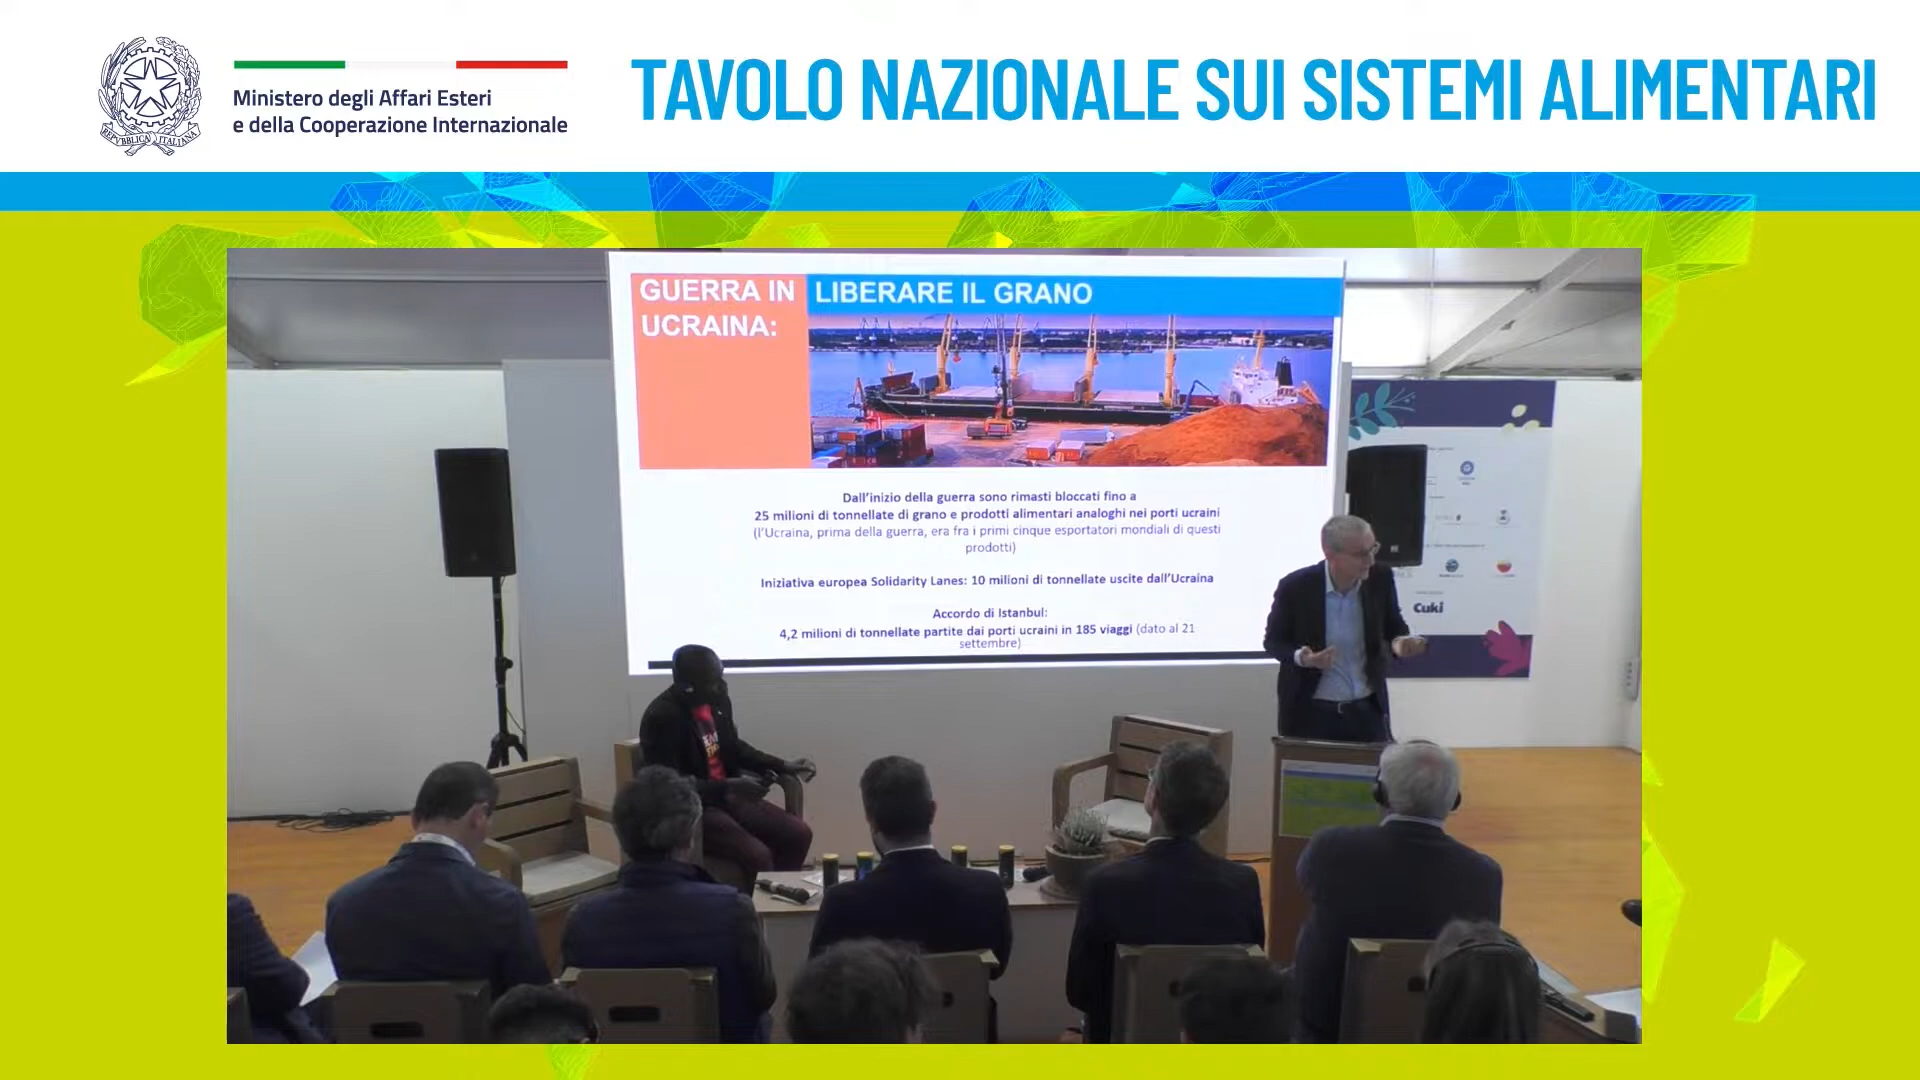 Ministero degli Affari Esteri
e della Cooperazione Internazionale
REPVBBLICA ITALIANA
TAVOLO NAZIONALE SUI SISTEMI ALIMENTARI
GUERRA IN
UCRAINA:
LIBERARE IL GRANO
Dall'inizio della guerra sono rimasti bloccati fino a
25 milioni di tonnellate di grano e prodotti alimentari analoghi nei porti ucraini
(l'Ucraina, prima della guerra, era fra i primi cinque esportatori mondiali di questi
prodotti)
Iniziativa europea Solidarity Lanes: 10 milioni di tonnellate uscite dall'Ucraina
Accordo di Istanbul:
4,2 milioni di tonnellate partite dai porti ucraini in 185 viaggi (dato al 21
settembre)
Cuki